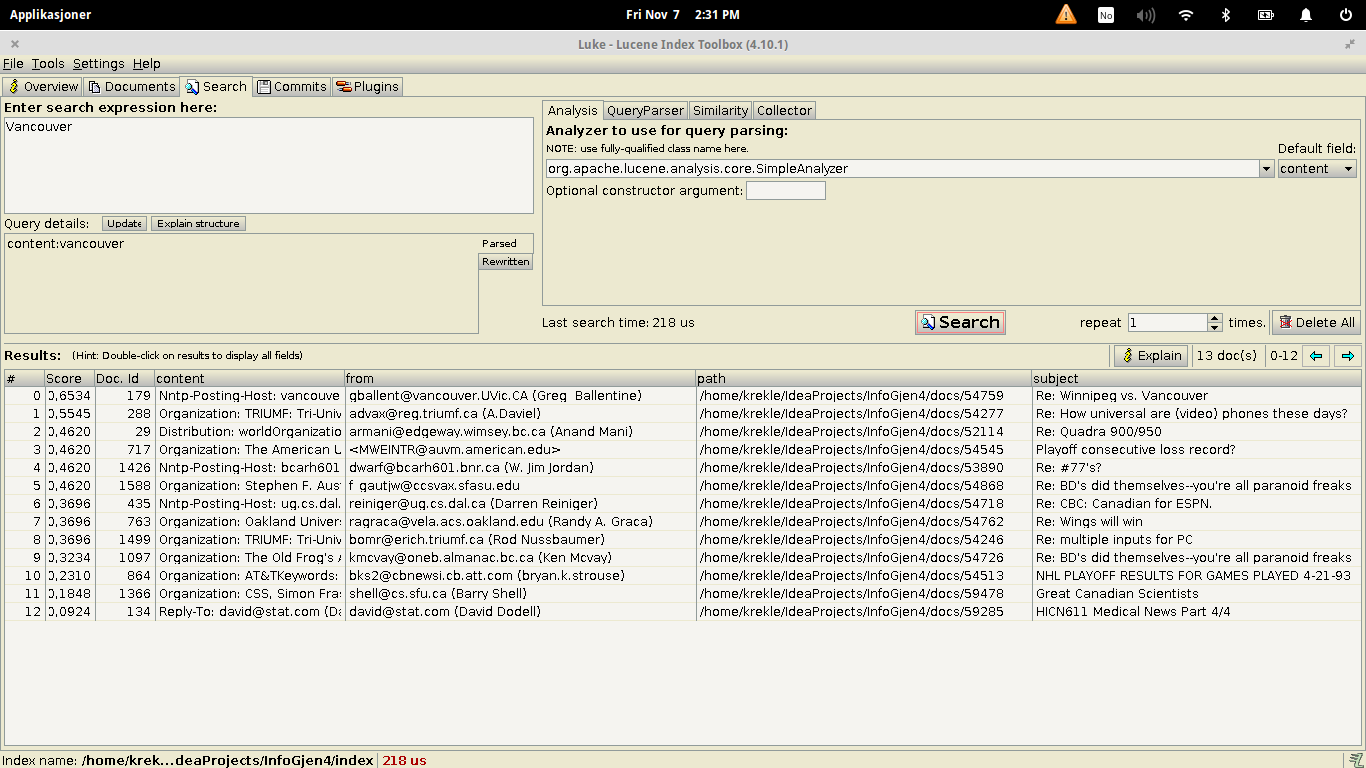 Applikasjoner Fri Nov 7 2:31 PM No
Luke - Lucene Index Toolbox (4.10.1)
File Tools Settings Help
Overview Documents Search Commits Plugins
Enter search expression here:
Vancouver
Analysis QueryParser Similarity Collector
Analyzer to use for query parsing:
NOTE: use fully-qualified class name here. Default field:
org.apache.lucene.analysis.core.SimpleAnalyzer content
Optional constructor argument:
Query details: Update Explain structure
content:vancouver
Parsed
Rewritten
Last search time: 218 us Search repeat 1 times. Delete All
Results: (Hint: Double-click on results to display all fields) Explain 13 doc(s) 0-12
# Score Doc. Id content from path subject
0 0,6534 179 Nntp-Posting-Host: vancouve gballent@vancouver.UVic.CA (Greg Ballentine) /home/krekle/IdeaProjects/InfoGjen4/docs/54759 Re: Winnipeg vs. Vancouver
1 0,5545 288 Organization: TRIUMF: Tri-Univ advax@reg.triumf.ca (A.Daviel) /home/krekle/IdeaProjects/InfoGjen4/docs/54277 Re: How universal are (video) phones these days?
2 0,4620 29 Distribution: worldOrganizatio armani@edgeway.wimsey.bc.ca (Anand Mani) /home/krekle/IdeaProjects/InfoGjen4/docs/52114 Re: Quadra 900/950
3 0,4620 717 Organization: The American U <MWEINTR@auvm.american.edu> /home/krekle/IdeaProjects/InfoGjen4/docs/54545 Playoff consecutive loss record?
4 0,4620 1426 Nntp-Posting-Host: bcarh601 dwarf@bcarh601.bnr.ca (W. Jim Jordan) /home/krekle/IdeaProjects/InfoGjen4/docs/53890 Re: #77's?
5 0,4620 1588 Organization: Stephen F. Aus f_gautjw@ccsvax.sfasu.edu /home/krekle/IdeaProjects/InfoGjen4/docs/54868 Re: BD's did themselves--you're all paranoid freaks
6 0,3696 435 Nntp-Posting-Host: ug.cs.dal. reiniger@ug.cs.dal.ca (Darren Reiniger) /home/krekle/IdeaProjects/InfoGjen4/docs/54718 Re: CBC: Canadian for ESPN.
7 0,3696 763 Organization: Oakland Univers ragraca@vela.acs.oakland.edu (Randy A. Graca) /home/krekle/IdeaProjects/InfoGjen4/docs/54762 Re: Wings will win
8 0,3696 1499 Organization: TRIUMF: Tri-Univ bomr@erich.triumf.ca (Rod Nussbaumer) /home/krekle/IdeaProjects/InfoGjen4/docs/54246 Re: multiple inputs for PC
9 0,3234 1097 Organization: The Old Frog's A kmcvay@oneb.almanac.bc.ca (Ken Mcvay) /home/krekle/IdeaProjects/InfoGjen4/docs/54726 Re: BD's did themselves--you're all paranoid freaks
10 0,2310 864 Organization: AT&TKeywords: bks2@cbnewsi.cb.att.com (bryan.k.strouse) /home/krekle/IdeaProjects/InfoGjen4/docs/54513 NHL PLAYOFF RESULTS FOR GAMES PLAYED 4-21-93
11 0,1848 1366 Organization: CSS, Simon Fra shell@cs.sfu.ca (Barry Shell) /home/krekle/IdeaProjects/InfoGjen4/docs/59478 Great Canadian Scientists
12 0,0924 134 Reply-To: david@stat.com (Da david@stat.com (David Dodell) /home/krekle/IdeaProjects/InfoGjen4/docs/59285 HICN611 Medical News Part 4/4
Index name: /home/krek...deaProjects/InfoGjen4/index 218 us